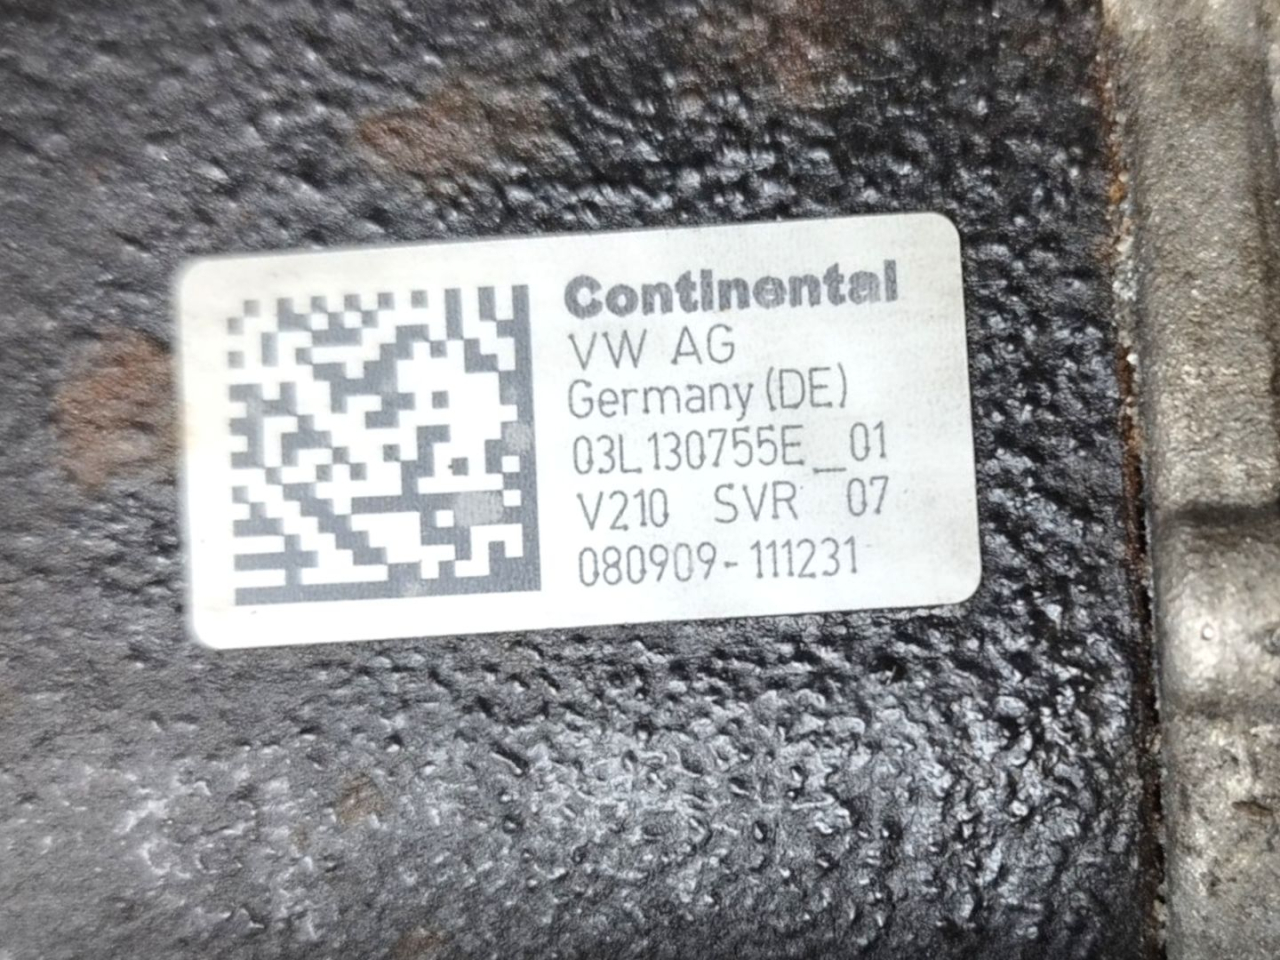 Continental
VW AG
Germany (DE)
03L130755E_01
V210 SVR 07
080909-111231